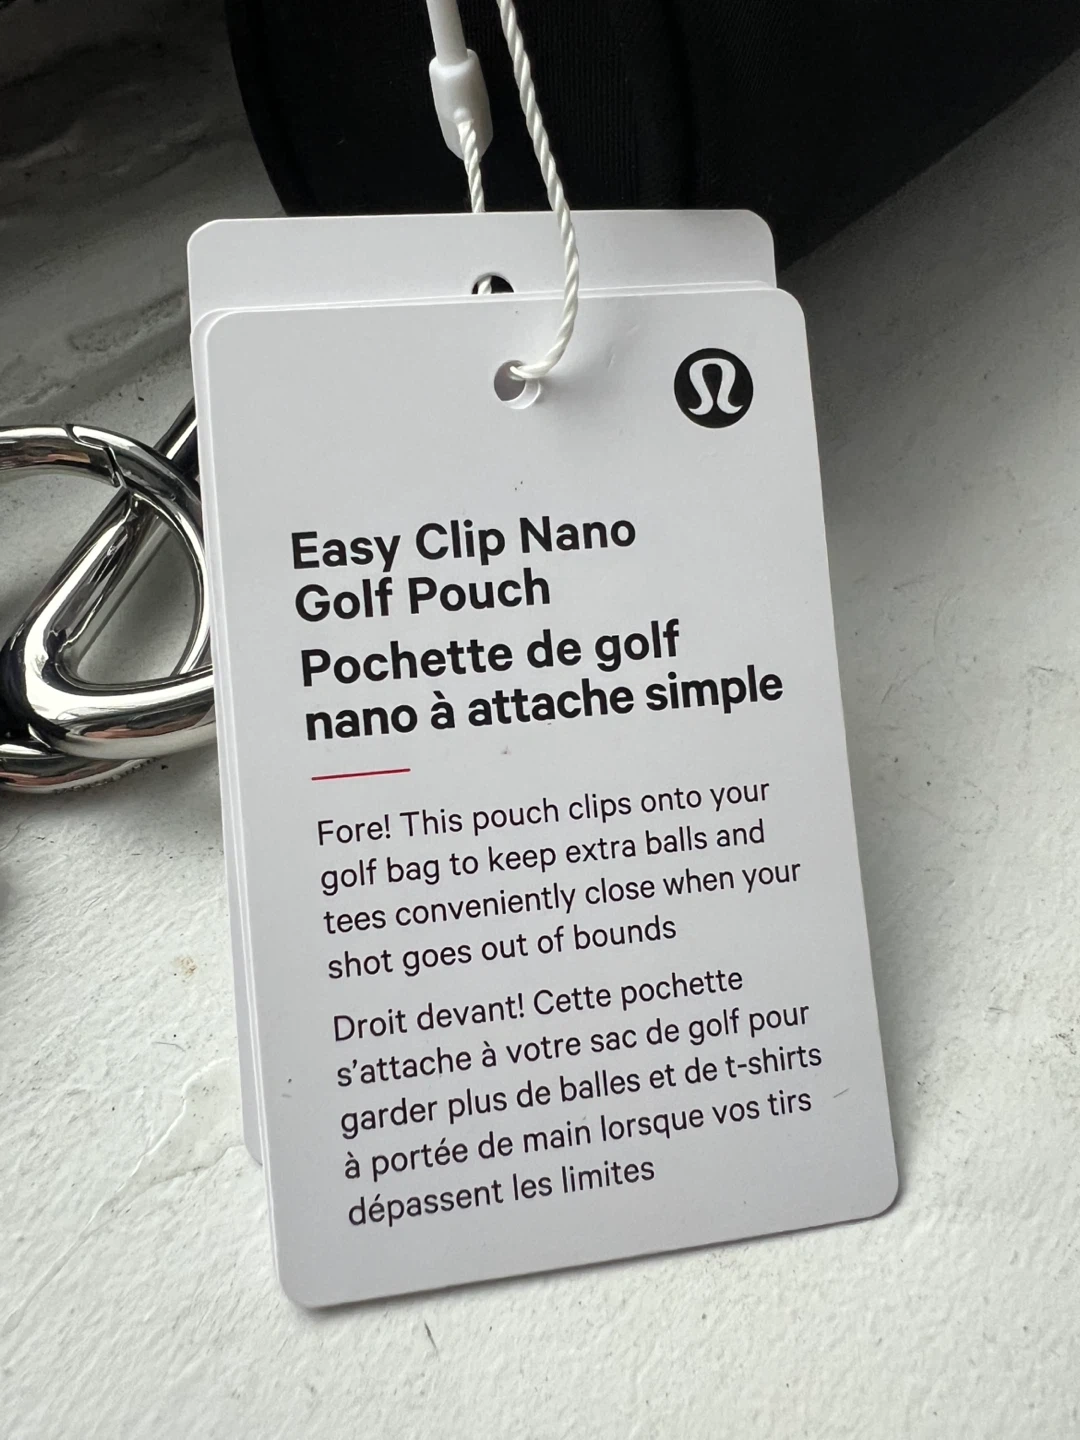 Easy Clip Nano
Golf Pouch
Pochette de golf
nano à attache simple
Fore! This pouch clips onto your
golf bag to keep extra balls and
tees conveniently close when your
shot goes out of bounds
Droit devant! Cette pochette
s'attache à votre sac de golf pour
garder plus de balles et de t-shirts
à portée de main lorsque vos tirs
dépassent les limites